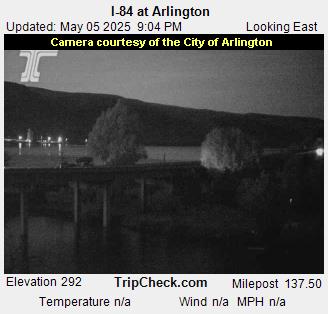 I-84 at Arlington
Updated: May 05 2025 9:04 PM Looking East
Camera courtesy of the City of Arlington
Elevation 292 TripCheck.com Milepost 137.50
Temperature n/a Wind n/a MPH n/a